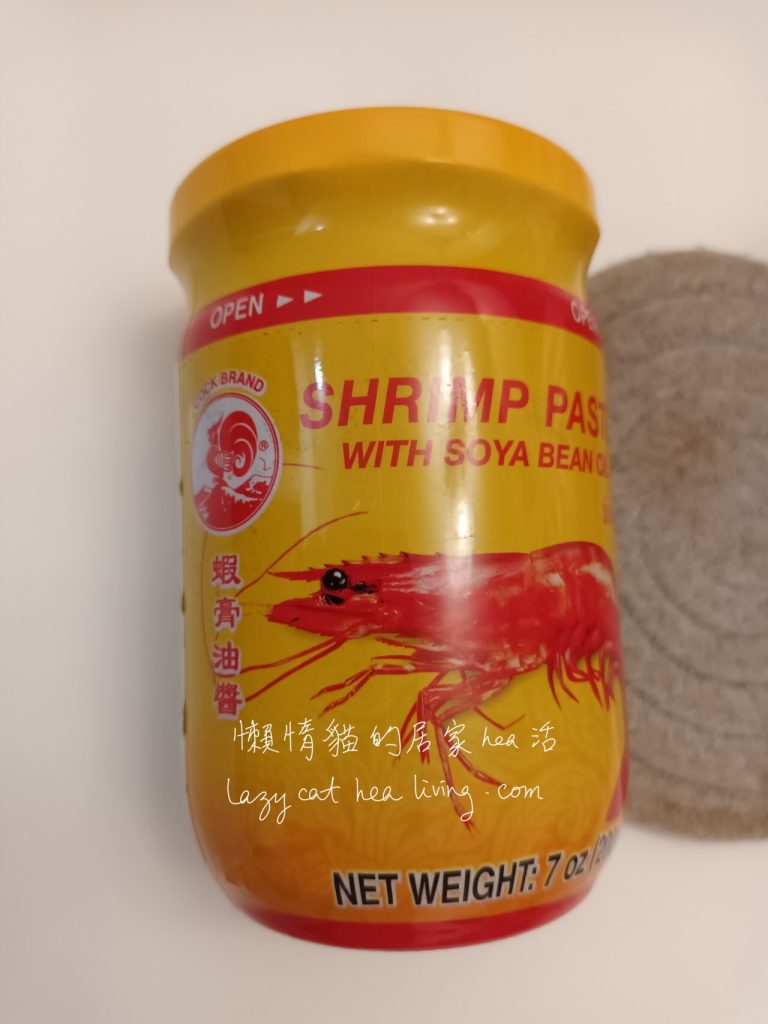 OPEN
COCK BRAND
SHRIMP PAST
WITH SOYA BEAN
蝦膏油醬
懶惰貓的居家hea活
Lazy cat hea living.com
NET WEIGHT: 7 oz